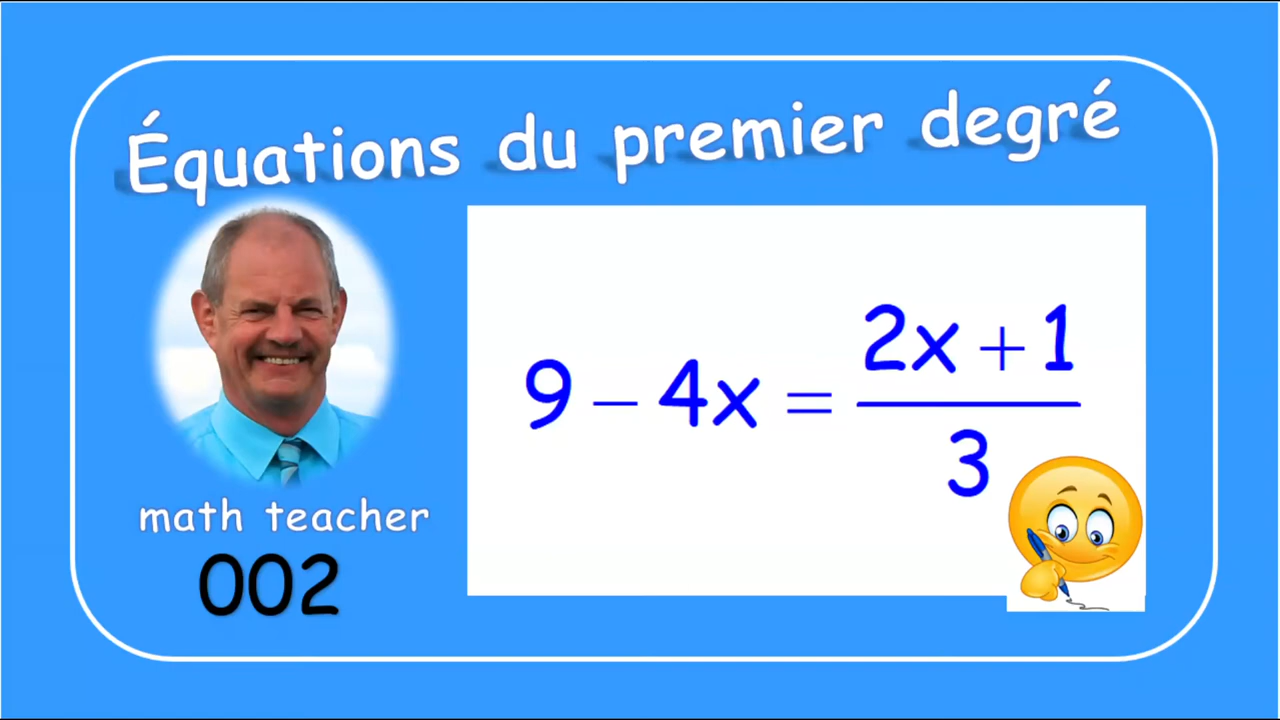 Équations du premier degré
9 – 4x = (2x + 1)/3
math teacher
002